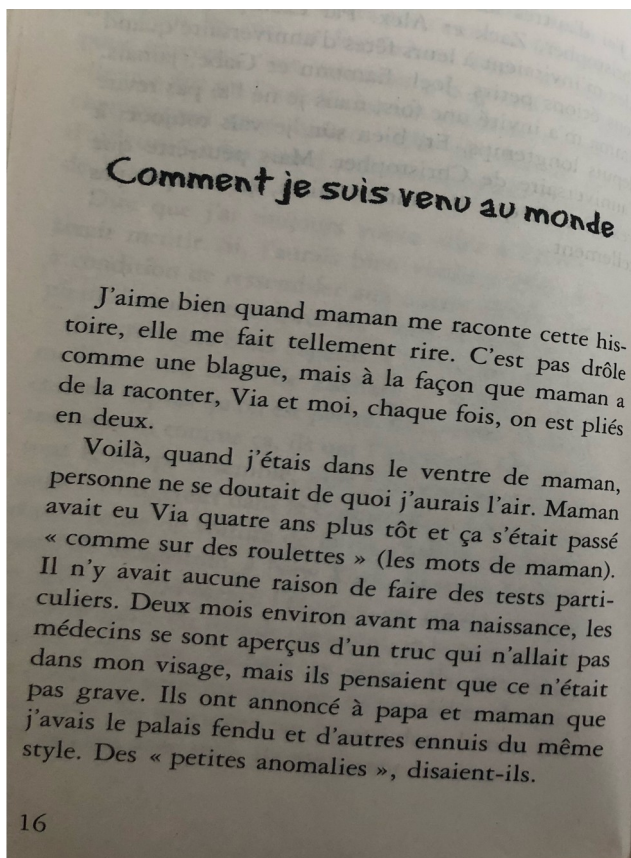 Comment je suis venu au monde
J'aime bien quand maman me raconte cette his-
toire, elle me fait tellement rire. C'est pas drôle
comme une blague, mais à la façon que maman a
de la raconter, Via et moi, chaque fois, on est pliés
en deux.
Voilà, quand j'étais dans le ventre de maman,
personne ne se doutait de quoi j'aurais l'air. Maman
avait eu Via quatre ans plus tôt et ça s'était passé
« comme sur des roulettes » (les mots de maman).
Il n'y avait aucune raison de faire des tests parti-
culiers. Deux mois environ avant ma naissance, les
médecins se sont aperçus d'un truc qui n'allait pas
dans mon visage, mais ils pensaient que ce n'était
pas grave. Ils ont annoncé à papa et maman que
j'avais le palais fendu et d'autres ennuis du même
style. Des « petites anomalies », disaient-ils.
16